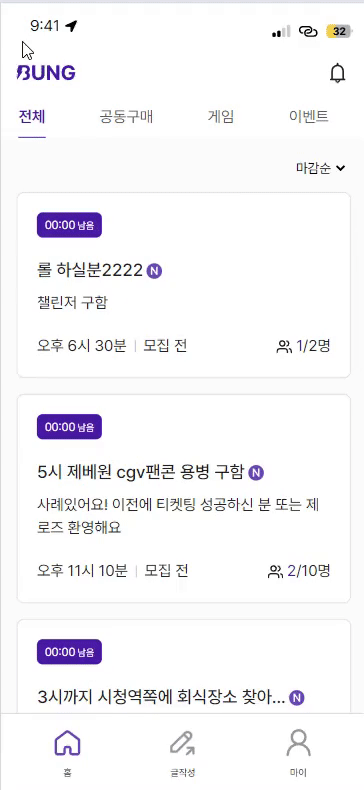 9:41
32
BUNG
전체 공동구매 게임 이벤트
마감순
00:00 남음
롤 하실분2222 N
챌린저 구함
오후 6시 30분 | 모집 전 1/2명
00:00 남음
5시 제베원 cgv팬콘 용병 구함 N
사례있어요! 이전에 티켓팅 성공하신 분 또는 제
로즈 환영해요
오후 11시 10분 | 모집 전 2/10명
00:00 남음
3시까지 시청역쪽에 회식장소 찾아... N
홈 글작성 마이